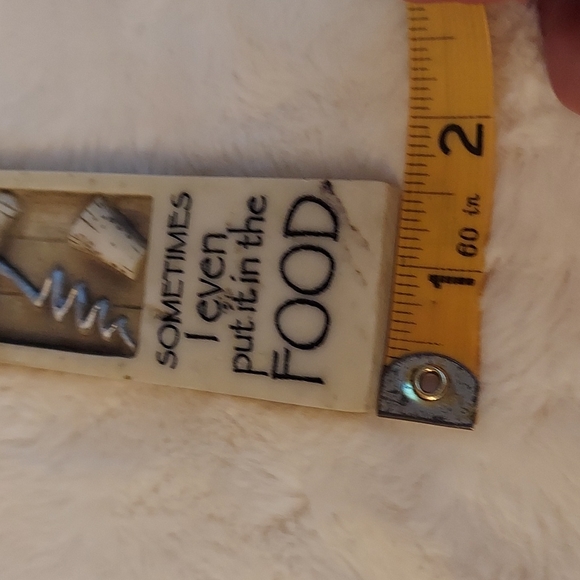 SOMETIMES
I even
put it in the
FOOD
1
60 in
2